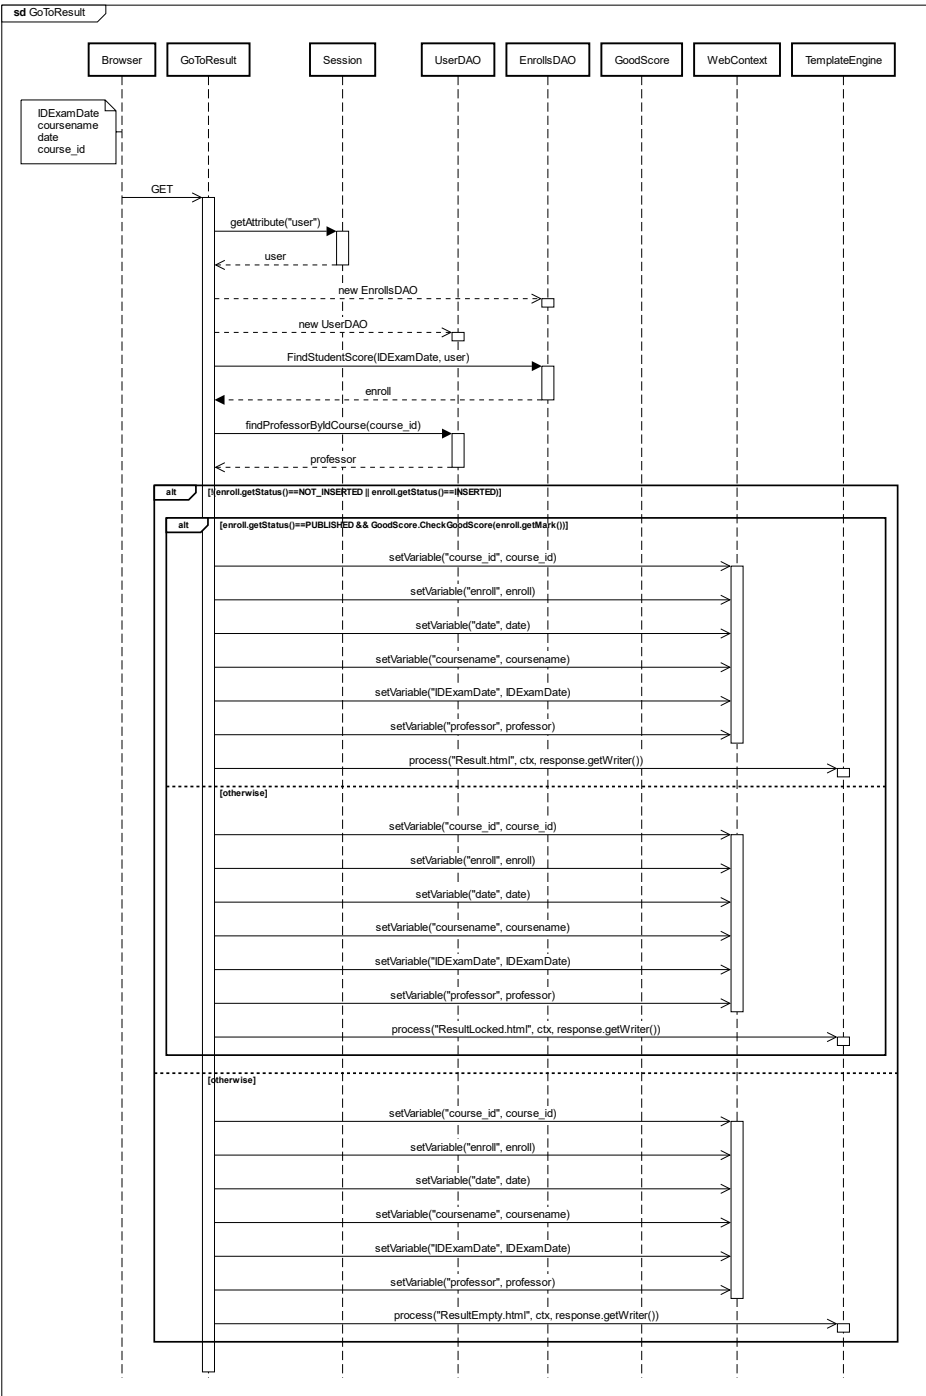 sd GoToResult
Browser GoToResult Session UserDAO EnrollsDAO GoodScore WebContext TemplateEngine
IDExamDate
coursename
date
course_id
GET
getAttribute("user")
user
new EnrollsDAO
new UserDAO
FindStudentScore(IDExamDate, user)
enroll
findProfessorByIdCourse(course_id)
professor
alt [!(enroll.getStatus()==NOT_INSERTED || enroll.getStatus()==INSERTED)]
alt [enroll.getStatus()==PUBLISHED && GoodScore.CheckGoodScore(enroll.getMark())]
setVariable("course_id", course_id)
setVariable("enroll", enroll)
setVariable("date", date)
setVariable("coursename", coursename)
setVariable("IDExamDate", IDExamDate)
setVariable("professor", professor)
process("Result.html", ctx, response.getWriter())
[otherwise]
setVariable("course_id", course_id)
setVariable("enroll", enroll)
setVariable("date", date)
setVariable("coursename", coursename)
setVariable("IDExamDate", IDExamDate)
setVariable("professor", professor)
process("ResultLocked.html", ctx, response.getWriter())
[otherwise]
setVariable("course_id", course_id)
setVariable("enroll", enroll)
setVariable("date", date)
setVariable("coursename", coursename)
setVariable("IDExamDate", IDExamDate)
setVariable("professor", professor)
process("ResultEmpty.html", ctx, response.getWriter())